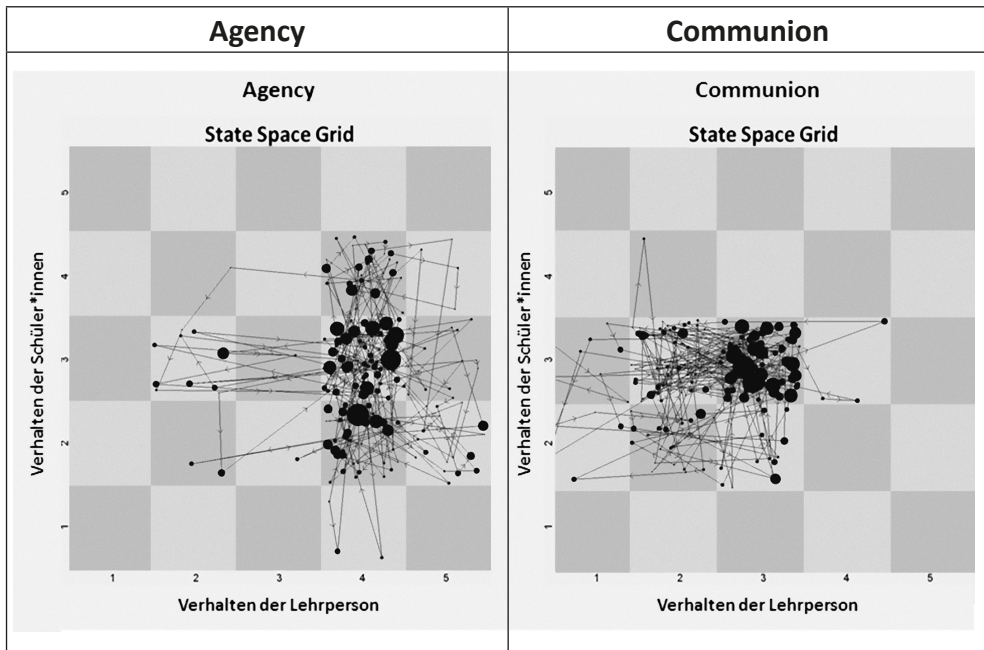 Agency
Communion
Agency
State Space Grid
5
4
3
2
1
Verhalten der Schüler*innen
1 2 3 4 5
Verhalten der Lehrperson
Communion
State Space Grid
5
4
3
2
1
Verhalten der Schüler*innen
1 2 3 4 5
Verhalten der Lehrperson